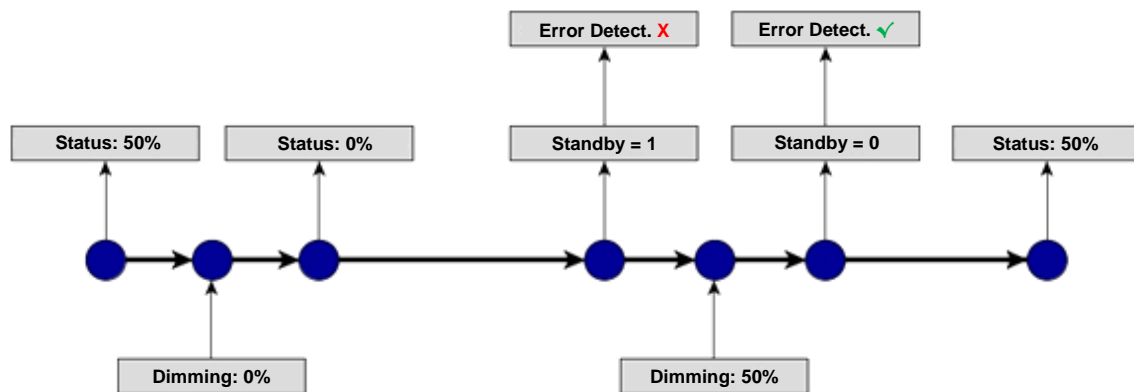 Error Detect. X
Error Detect. ✓
Status: 50%
Status: 0%
Standby = 1
Standby = 0
Status: 50%
Dimming: 0%
Dimming: 50%